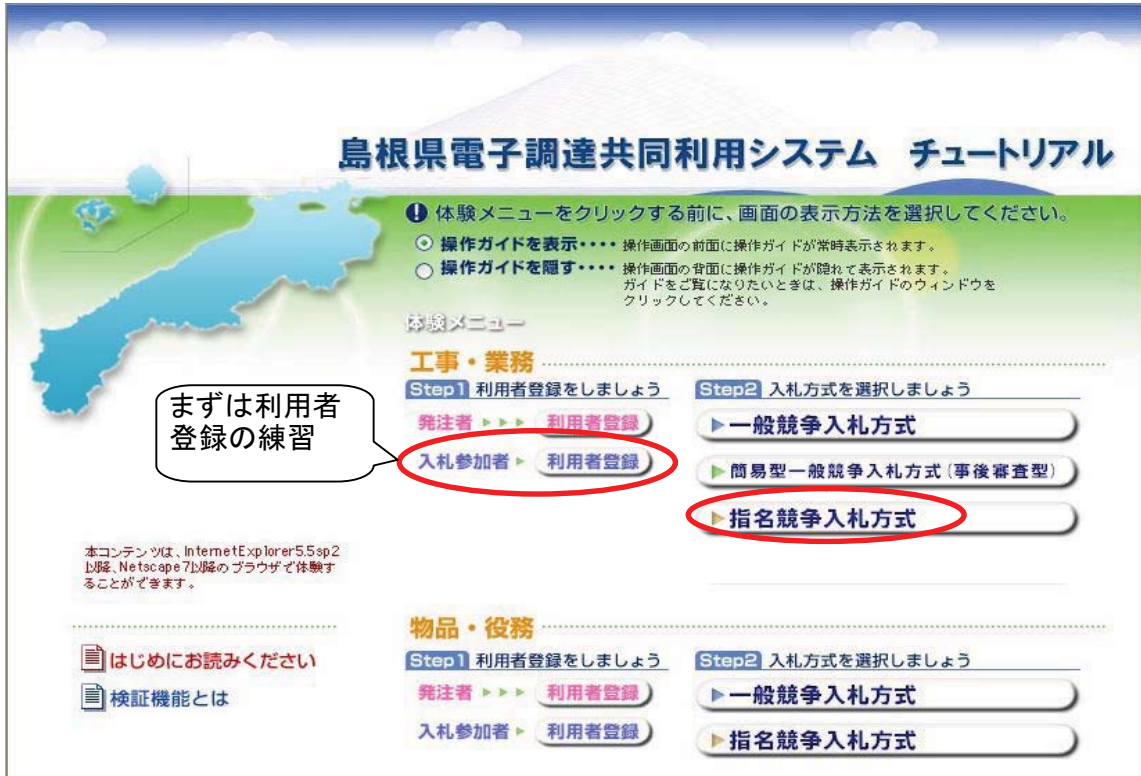 島根県電子調達共同利用システム チュートリアル
体験メニューをクリックする前に、画面の表示方法を選択してください。
操作ガイドを表示・・・・ 操作画面の前面に操作ガイドが常時表示されます。
操作ガイドを隠す・・・・ 操作画面の背面に操作ガイドが隠れて表示されます。
ガイドをご覧になりたいときは、操作ガイドのウィンドウを
クリックしてください。
体験メニュー
工事・業務
Step1 利用者登録をしましょう
発注者 利用者登録
入札参加者 利用者登録
Step2 入札方式を選択しましょう
一般競争入札方式
簡易型一般競争入札方式(事後審査型)
指名競争入札方式
まずは利用者
登録の練習
本コンテンツは、InternetExplorer5.5sp2
以降、Netscape7以降のブラウザで体験す
ることができます。
はじめにお読みください
検証機能とは
物品・役務
Step1 利用者登録をしましょう
発注者 利用者登録
入札参加者 利用者登録
Step2 入札方式を選択しましょう
一般競争入札方式
指名競争入札方式